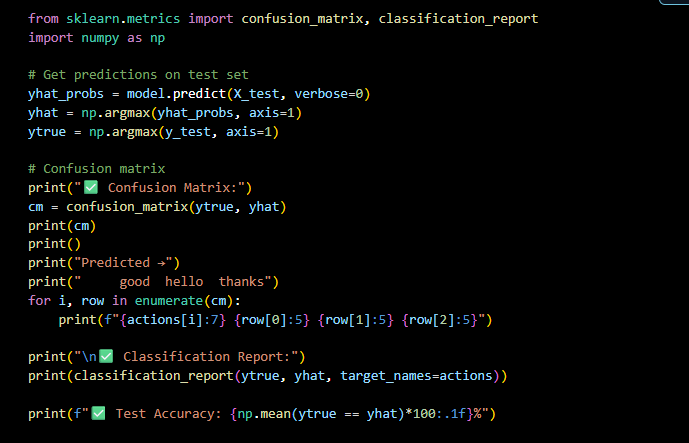 from sklearn.metrics import confusion_matrix, classification_report
import numpy as np

# Get predictions on test set
yhat_probs = model.predict(X_test, verbose=0)
yhat = np.argmax(yhat_probs, axis=1)
ytrue = np.argmax(y_test, axis=1)

# Confusion matrix
print("✅ Confusion Matrix:")
cm = confusion_matrix(ytrue, yhat)
print(cm)
print()
print("Predicted →")
print("     good  hello  thanks")
for i, row in enumerate(cm):
    print(f"{actions[i]:7} {row[0]:5} {row[1]:5} {row[2]:5}")

print("\n✅ Classification Report:")
print(classification_report(ytrue, yhat, target_names=actions))

print(f"✅ Test Accuracy: {np.mean(ytrue == yhat)*100:.1f}%")